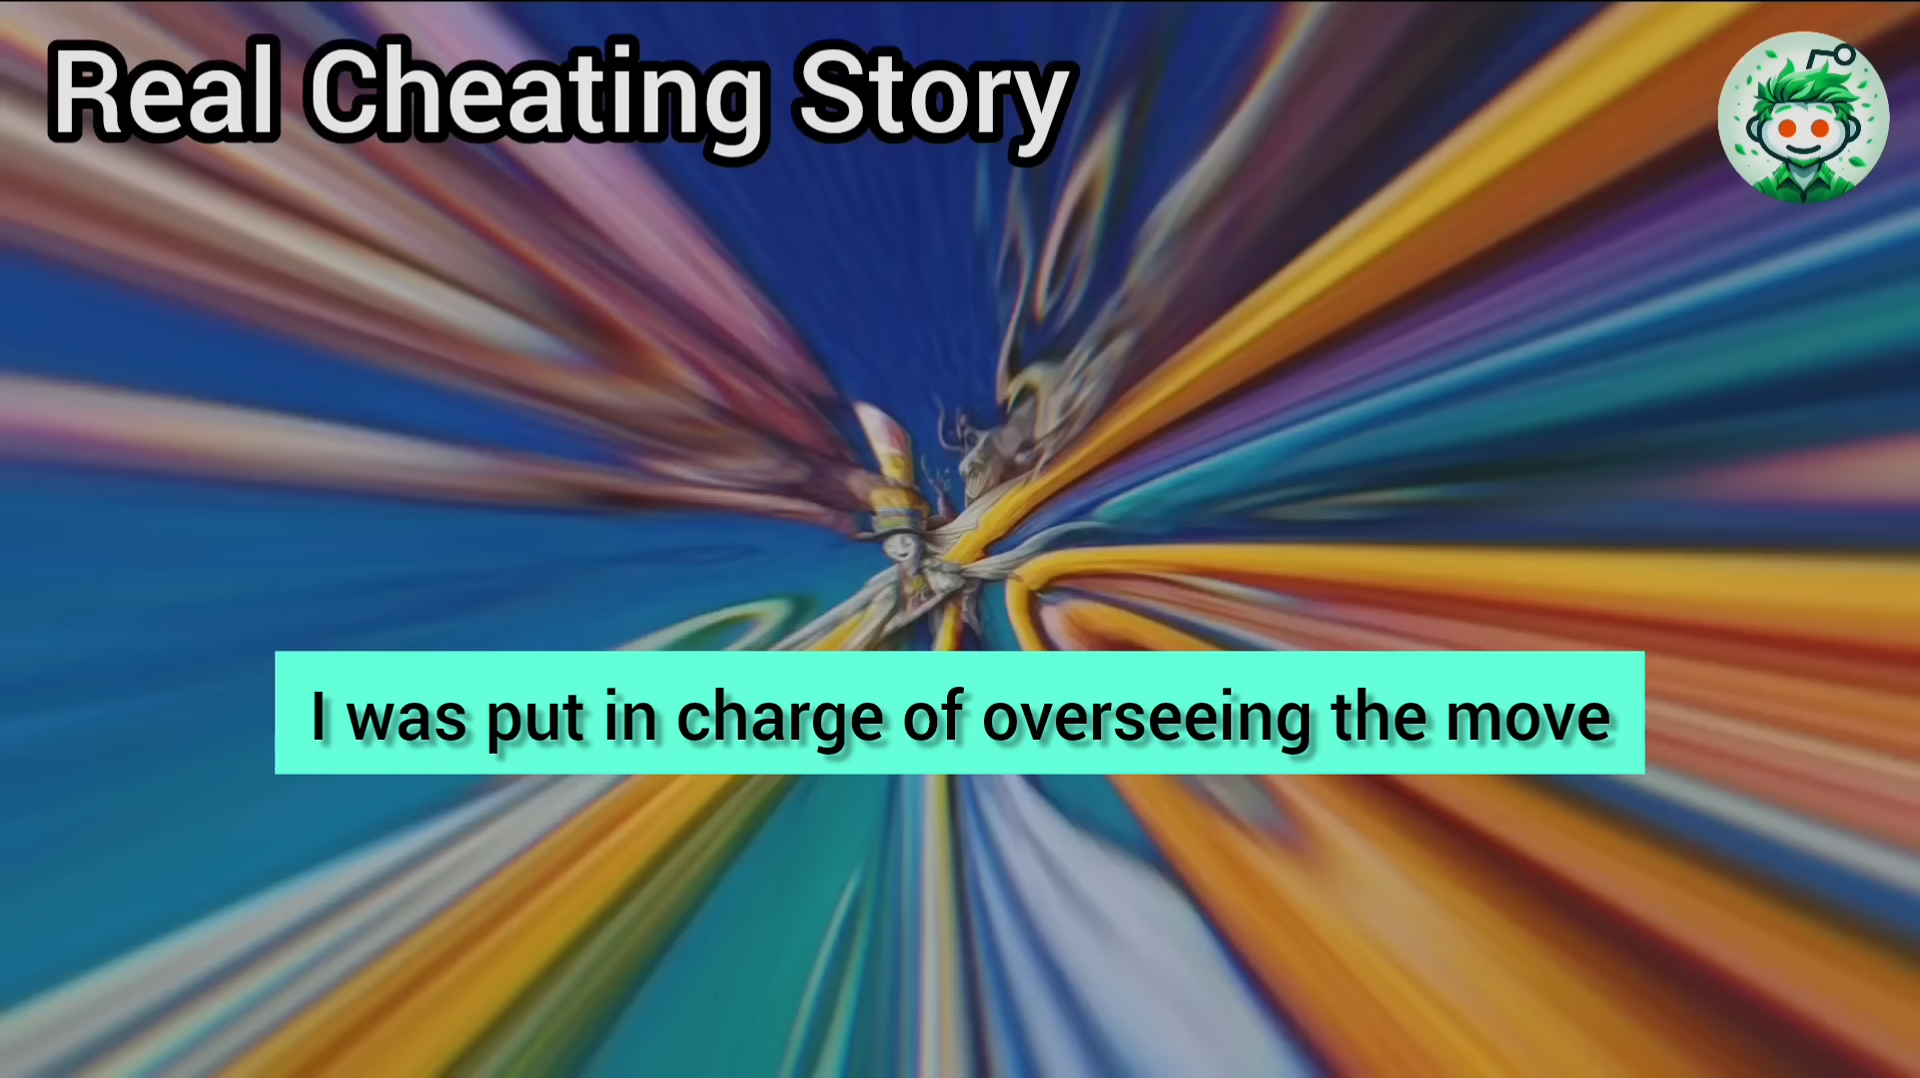 Real Cheating Story
I was put in charge of overseeing the move